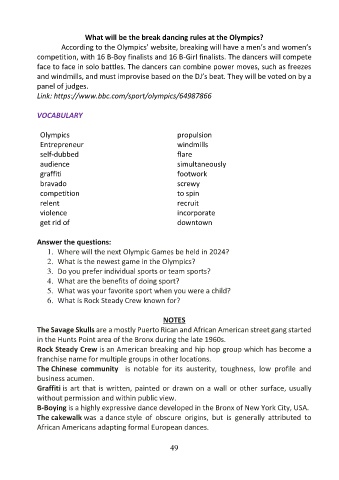 What will be the break dancing rules at the Olympics?
According to the Olympics' website, breaking will have a men's and women's
competition, with 16 B-Boy finalists and 16 B-Girl finalists. The dancers will compete
face to face in solo battles. The dancers can combine power moves, such as freezes
and windmills, and must improvise based on the DJ's beat. They will be voted on by a
panel of judges.
Link: https://www.bbc.com/sport/olympics/64987866
VOCABULARY
Olympics propulsion
Entrepreneur windmills
self-dubbed flare
audience simultaneously
graffiti footwork
bravado screwy
competition to spin
relent recruit
violence incorporate
get rid of downtown
Answer the questions:
1. Where will the next Olympic Games be held in 2024?
2. What is the newest game in the Olympics?
3. Do you prefer individual sports or team sports?
4. What are the benefits of doing sport?
5. What was your favorite sport when you were a child?
6. What is Rock Steady Crew known for?
NOTES
The Savage Skulls are a mostly Puerto Rican and African American street gang started
in the Hunts Point area of the Bronx during the late 1960s.
Rock Steady Crew is an American breaking and hip hop group which has become a
franchise name for multiple groups in other locations.
The Chinese community is notable for its austerity, toughness, low profile and
business acumen.
Graffiti is art that is written, painted or drawn on a wall or other surface, usually
without permission and within public view.
B-Boying is a highly expressive dance developed in the Bronx of New York City, USA.
The cakewalk was a dance style of obscure origins, but is generally attributed to
African Americans adapting formal European dances.
49